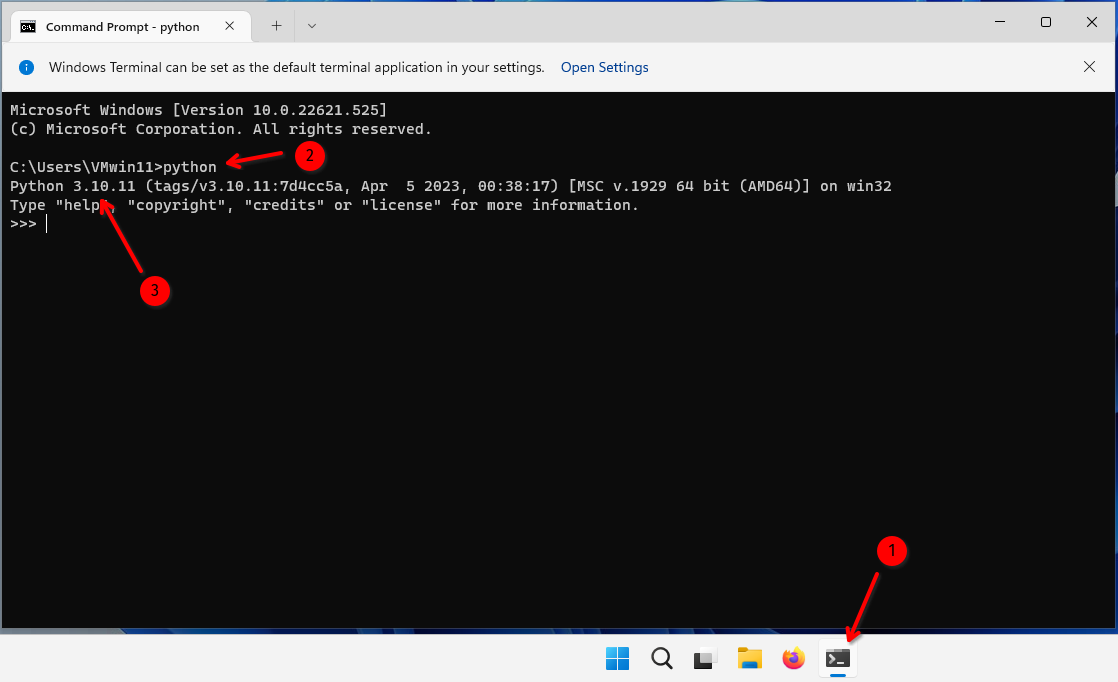 Command Prompt - python
Windows Terminal can be set as the default terminal application in your settings. Open Settings
Microsoft Windows [Version 10.0.22621.525]
(c) Microsoft Corporation. All rights reserved.
C:\Users\VMwin11>python
2
Python 3.10.11 (tags/v3.10.11:7d4cc5a, Apr  5 2023, 00:38:17) [MSC v.1929 64 bit (AMD64)] on win32
Type "help", "copyright", "credits" or "license" for more information.
>>>
3
1